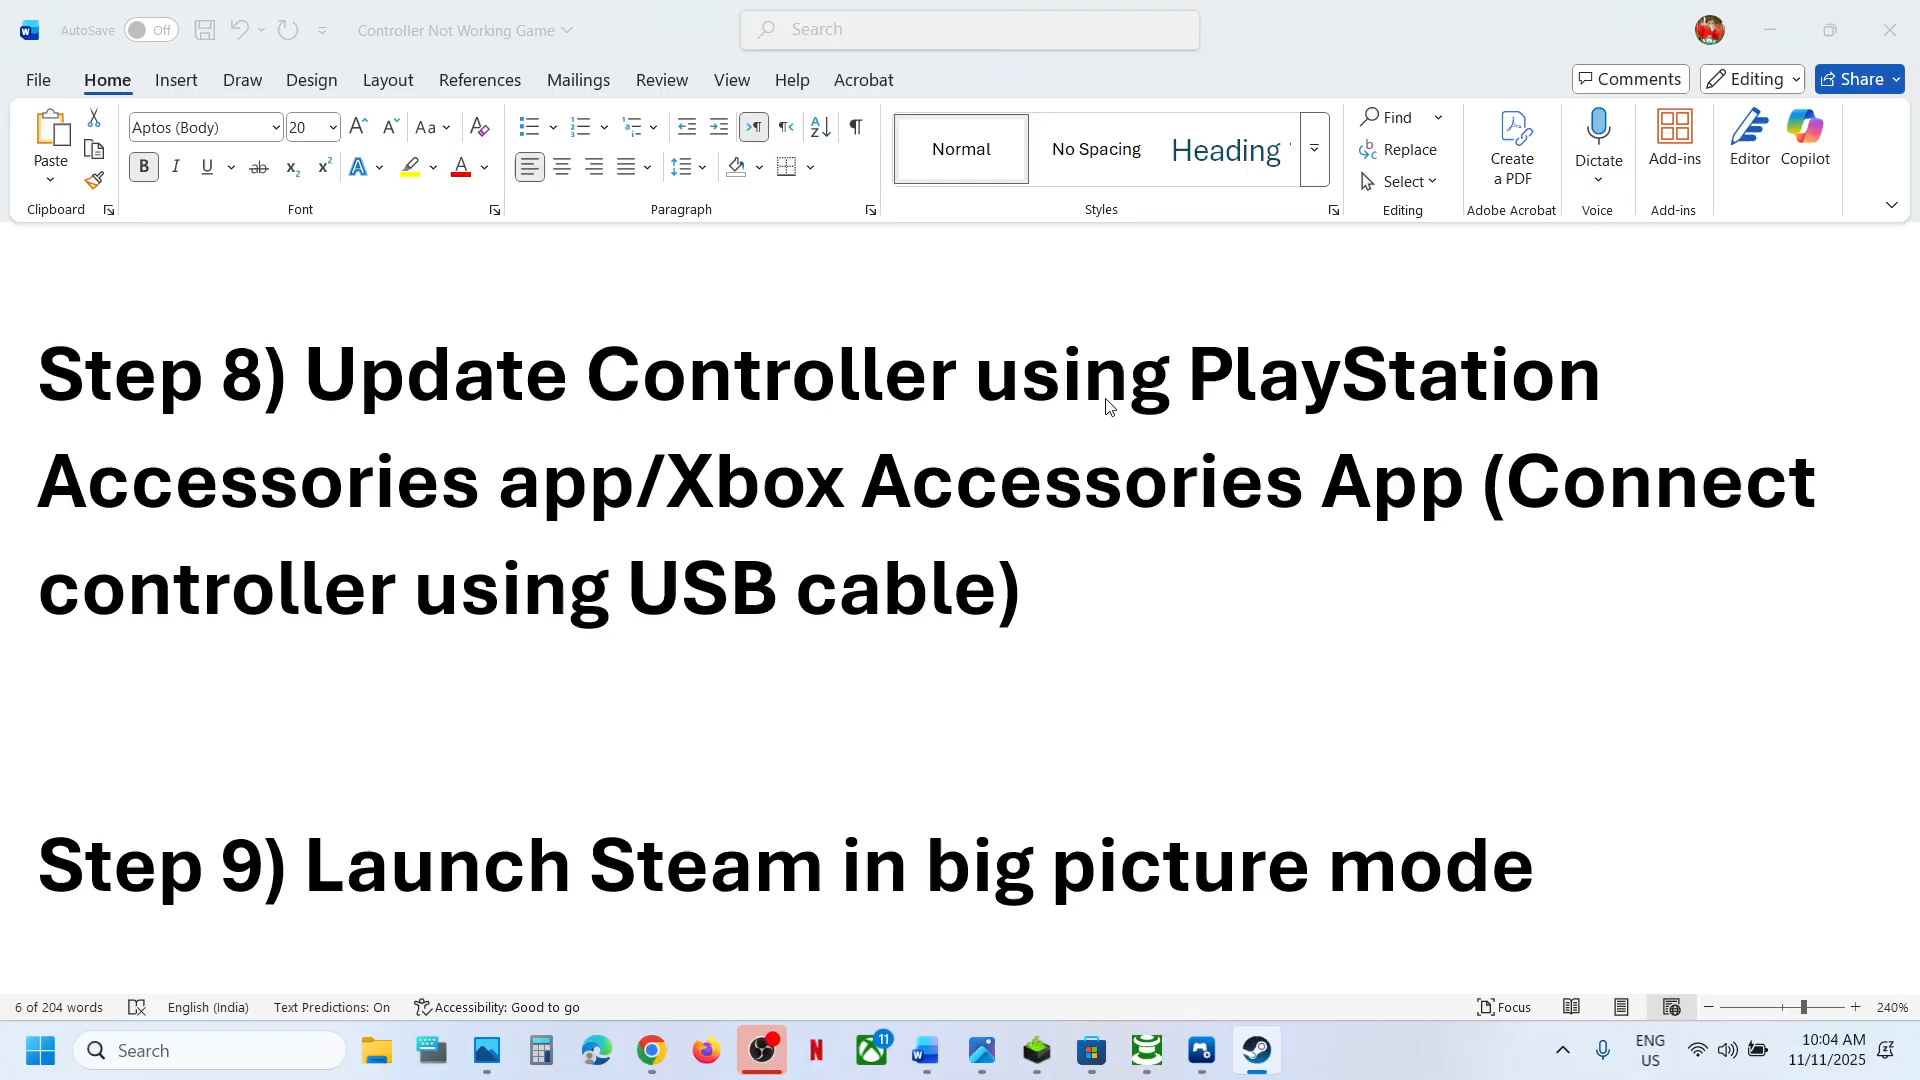 AutoSave Off Controller Not Working Game Search
File Home Insert Draw Design Layout References Mailings Review View Help Acrobat Comments Editing Share
Paste Aptos (Body) 20 Aa Normal No Spacing Heading Find Replace Select Create a PDF Dictate Add-ins Editor Copilot
Clipboard Font Paragraph Styles Editing Adobe Acrobat Voice Add-ins
Step 8) Update Controller using PlayStation
Accessories app/Xbox Accessories App (Connect
controller using USB cable)
Step 9) Launch Steam in big picture mode
6 of 204 words English (India) Text Predictions: On Accessibility: Good to go Focus 240%
Search 11 ENG US 10:04 AM 11/11/2025